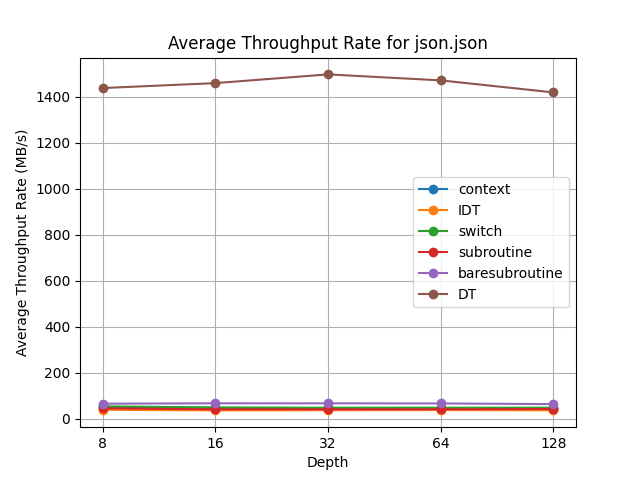 Average Throughput Rate for json.json
Average Throughput Rate (MB/s)
1400
1200
1000
800
600
400
200
0
context
IDT
switch
subroutine
baresubroutine
DT
8 16 32 64 128
Depth